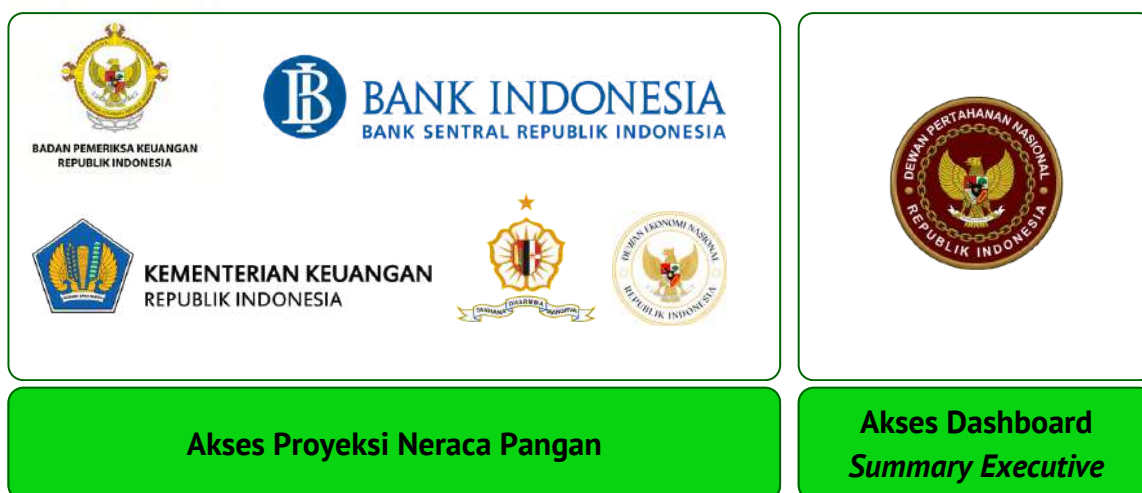 BADAN PEMERIKSA KEUANGAN
REPUBLIK INDONESIA
BANK INDONESIA
BANK SENTRAL REPUBLIK INDONESIA
KEMENTERIAN KEUANGAN
REPUBLIK INDONESIA
DHARMMA
DEWAN EKONOMI NASIONAL
REPUBLIK INDONESIA
DEWAN PERTAHANAN NASIONAL
REPUBLIK INDONESIA
Akses Proyeksi Neraca Pangan
Akses Dashboard
Summary Executive